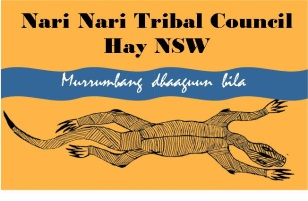 Nari Nari Tribal Council
Hay NSW
Murrumbang dhaaguun bila